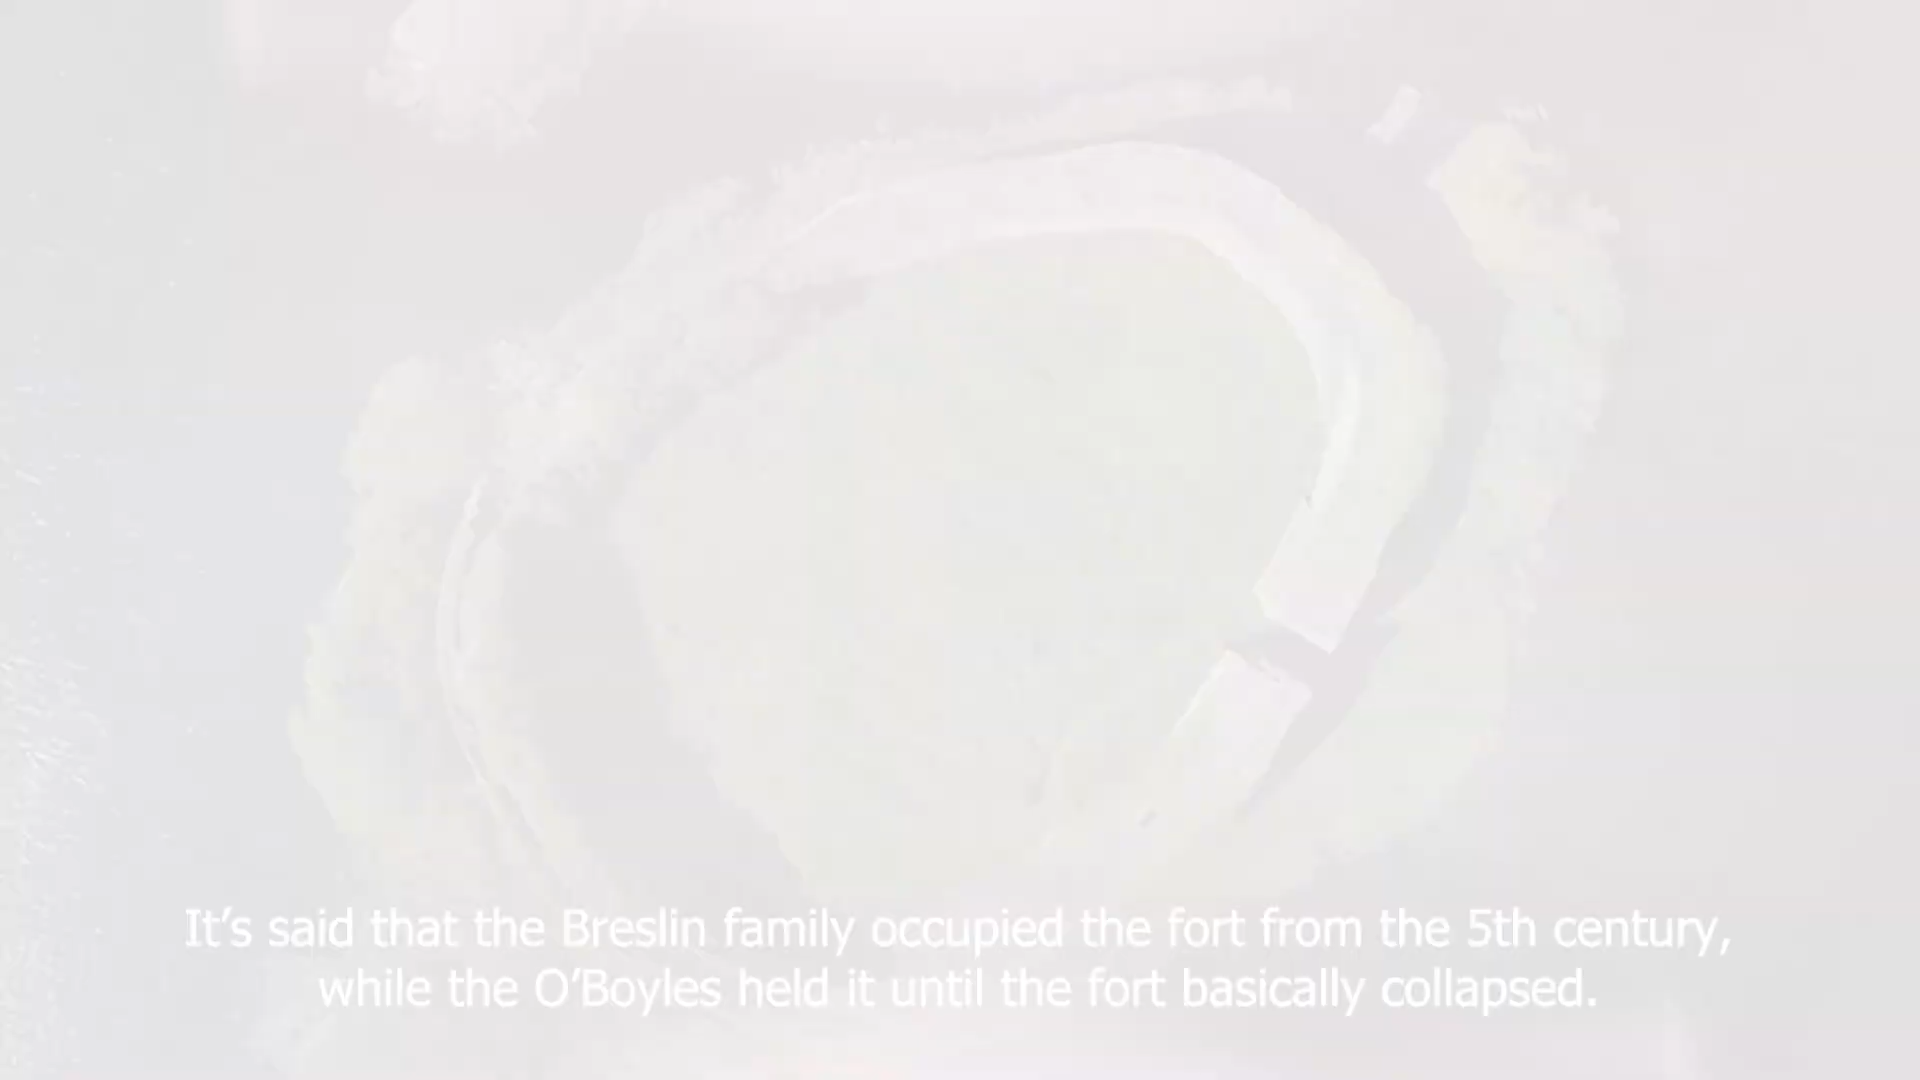 It’s said that the Breslin family occupied the fort from the 5th century,
while the O’Boyles held it until the fort basically collapsed.